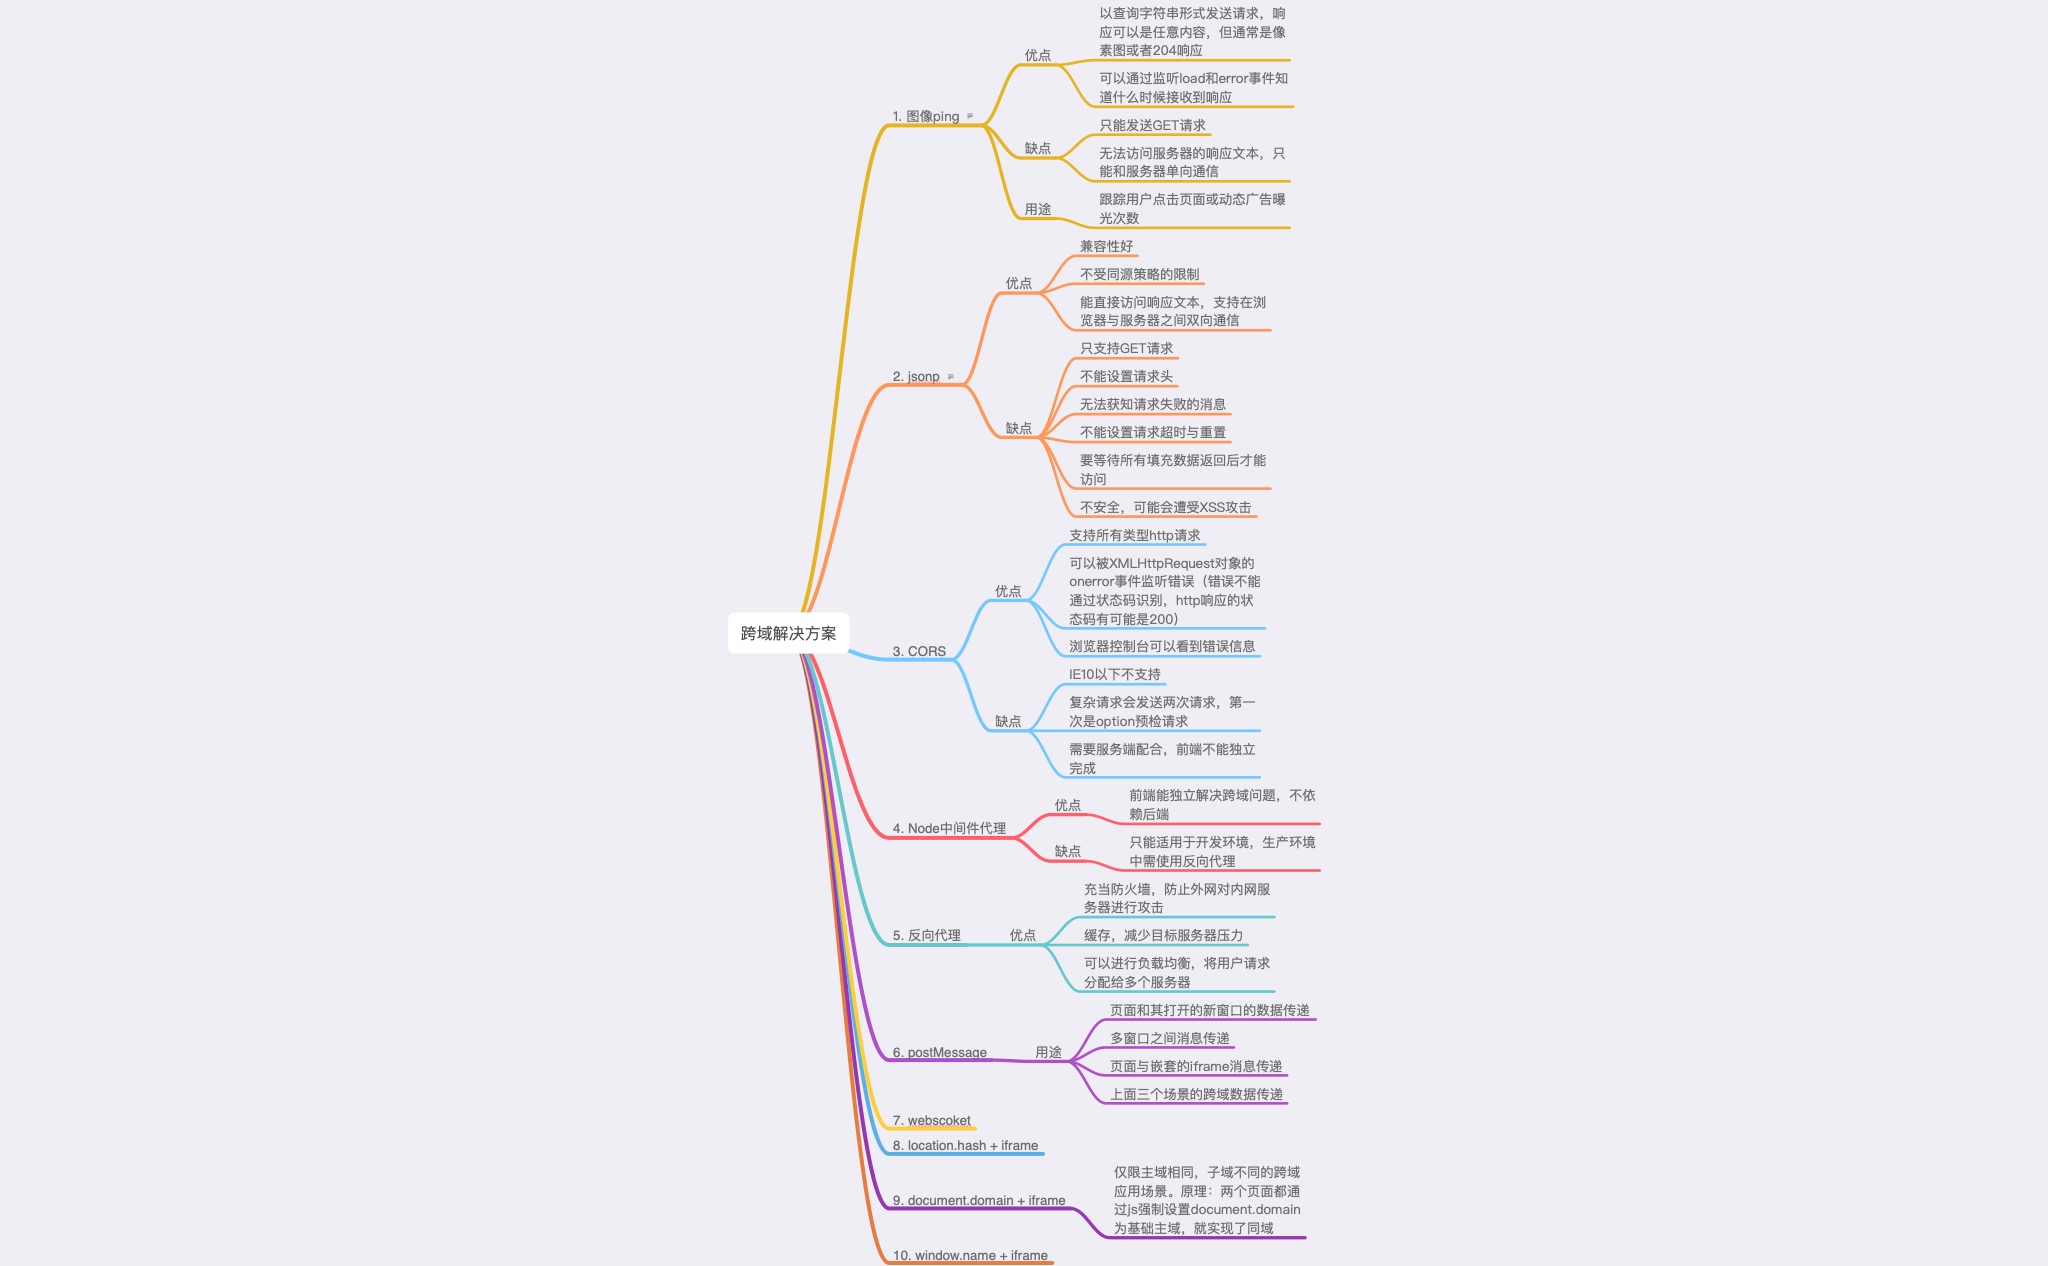 跨域解决方案
1. 图像ping
优点
以查询字符串形式发送请求，响
应可以是任意内容，但通常是像
素图或者204响应
可以通过监听load和error事件知
道什么时候接收到响应
缺点
只能发送GET请求
无法访问服务器的响应文本，只
能和服务器单向通信
用途
跟踪用户点击页面或动态广告曝
光次数
2. jsonp
优点
兼容性好
不受同源策略的限制
能直接访问响应文本，支持在浏
览器与服务器之间双向通信
缺点
只支持GET请求
不能设置请求头
无法获知请求失败的消息
不能设置请求超时与重置
要等待所有填充数据返回后才能
访问
不安全，可能会遭受XSS攻击
3. CORS
优点
支持所有类型http请求
可以被XMLHttpRequest对象的
onerror事件监听错误（错误不能
通过状态码识别，http响应的状
态码有可能是200）
浏览器控制台可以看到错误信息
缺点
IE10以下不支持
复杂请求会发送两次请求，第一
次是option预检请求
需要服务端配合，前端不能独立
完成
4. Node中间件代理
优点
前端能独立解决跨域问题，不依
赖后端
缺点
只能适用于开发环境，生产环境
中需使用反向代理
5. 反向代理
优点
充当防火墙，防止外网对内网服
务器进行攻击
缓存，减少目标服务器压力
可以进行负载均衡，将用户请求
分配给多个服务器
6. postMessage
用途
页面和其打开的新窗口的数据传递
多窗口之间消息传递
页面与嵌套的iframe消息传递
上面三个场景的跨域数据传递
7. webscoket
8. location.hash + iframe
9. document.domain + iframe
仅限主域相同，子域不同的跨域
应用场景。原理：两个页面都通
过js强制设置document.domain
为基础主域，就实现了同域
10. window.name + iframe